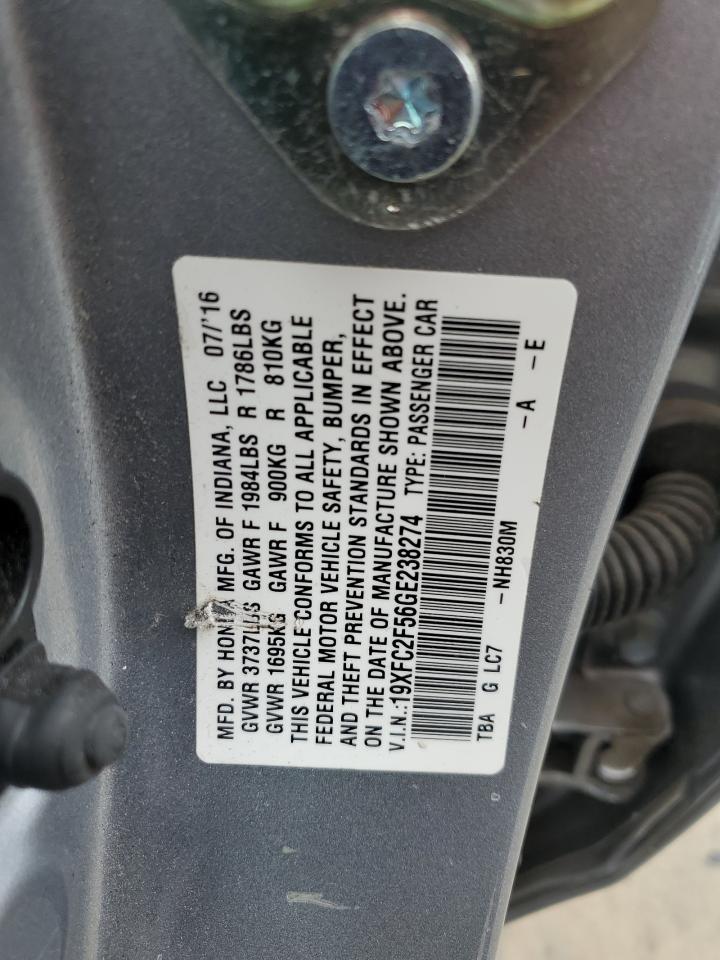 MFD. BY HONDA MFG. OF INDIANA, LLC 07/'16
GVWR 3737LBS GAWR F 1984LBS R 1786LBS
GVWR 1695KG GAWR F 900KG R 810KG
THIS VEHICLE CONFORMS TO ALL APPLICABLE
FEDERAL MOTOR VEHICLE SAFETY, BUMPER,
AND THEFT PREVENTION STANDARDS IN EFFECT
ON THE DATE OF MANUFACTURE SHOWN ABOVE.
V.I.N.:19XFC2F56GE238274 TYPE: PASSENGER CAR
TBA G LC7 -NH830M -A -E